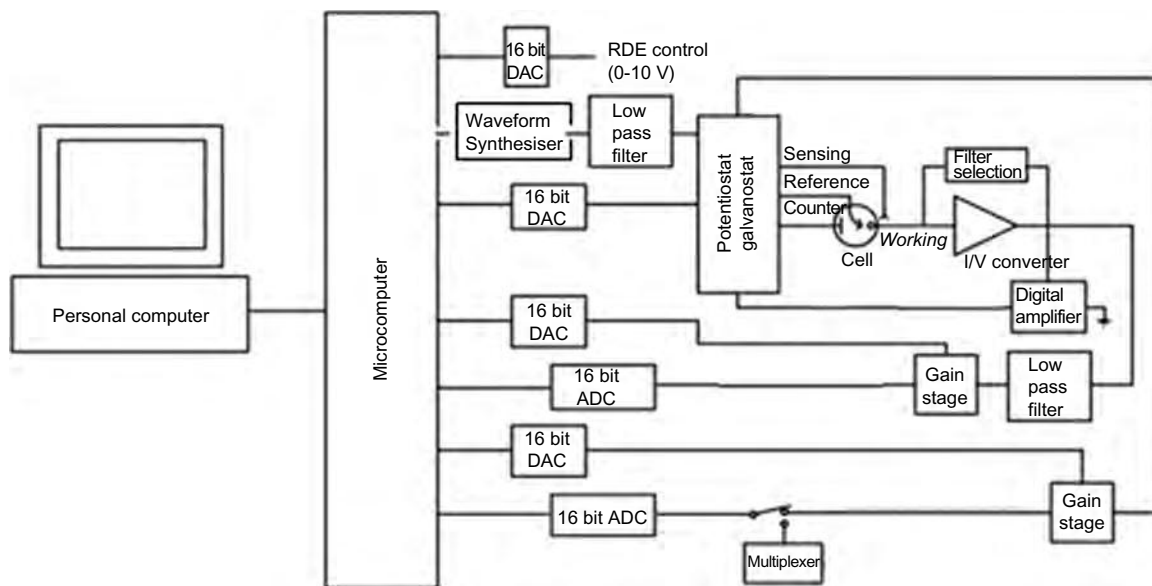 16 bit
DAC
RDE control
(0-10 V)
Waveform
Synthesiser
Low
pass
filter
Sensing
Filter
selection
Reference
16 bit
DAC
Counter
Potiostat
galvanostat
Working
Cell
I/V converter
Personal computer
Microcomputer
16 bit
DAC
Digital
amplifier
16 bit
ADC
Gain
stage
Low
pass
filter
16 bit
DAC
16 bit ADC
Gain
stage
Multiplexer